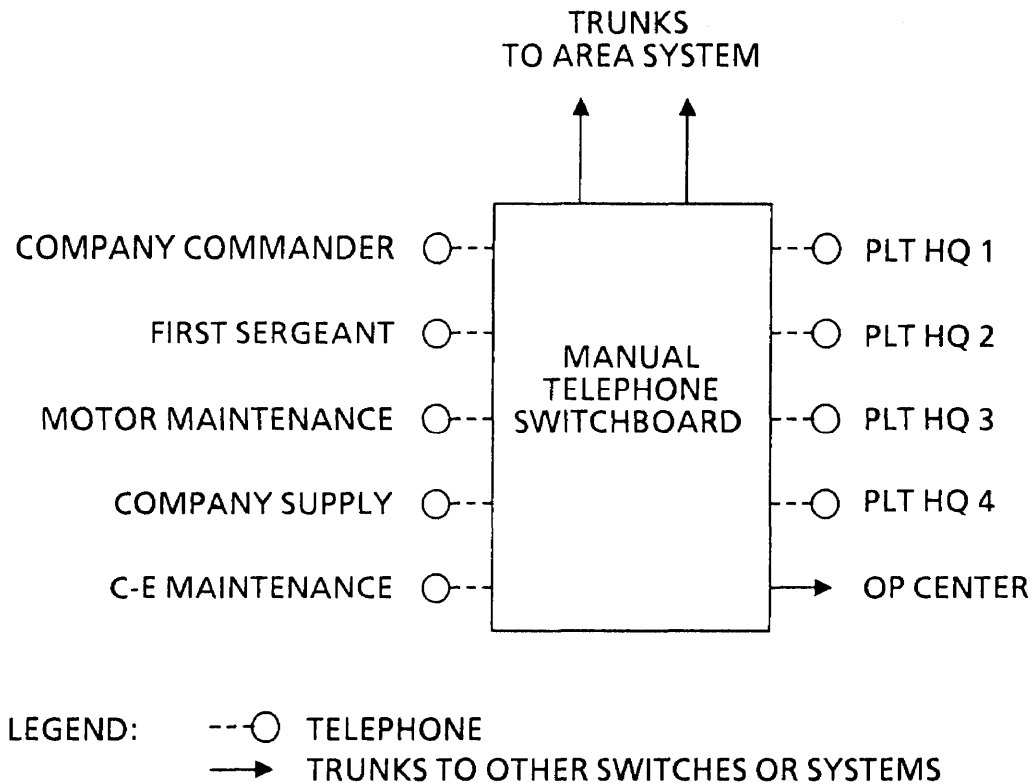 TRUNKS
TO AREA SYSTEM
COMPANY COMMANDER
FIRST SERGEANT
MOTOR MAINTENANCE
COMPANY SUPPLY
C-E MAINTENANCE
MANUAL
TELEPHONE
SWITCHBOARD
PLT HQ 1
PLT HQ 2
PLT HQ 3
PLT HQ 4
OP CENTER
LEGEND:
TELEPHONE
TRUNKS TO OTHER SWITCHES OR SYSTEMS